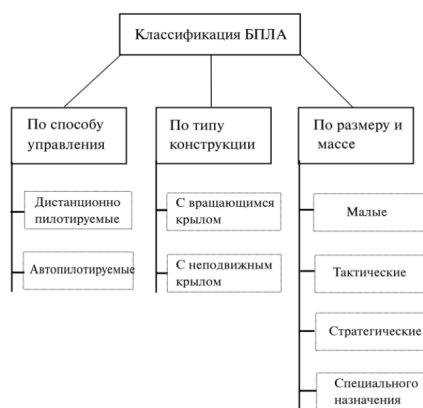 Классификация БПЛА
По способу
управления
По типу
конструкции
По размеру и
массе
Дистанционно
пилотируемые
Автопилотируемые
С вращающимся
крылом
С неподвижным
крылом
Малые
Тактические
Стратегические
Специального
назначения